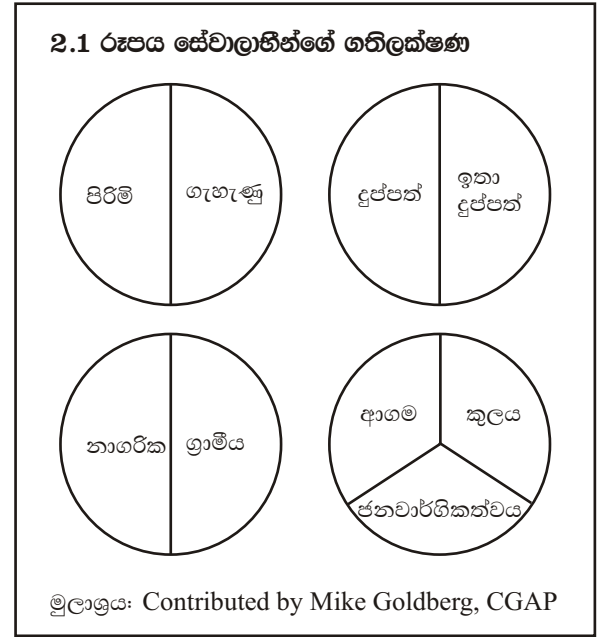 2.1 රූපය සේවාලාභීන්ගේ ගතිලක්ෂණ
පිරිමි
ගැහැණු
දුප්පත්
ඉතා
දුප්පත්
නාගරික
ග්‍රාමීය
ආගම
කුලය
ජනවාර්ගිකත්වය
මුලාශ්‍රය: Contributed by Mike Goldberg, CGAP